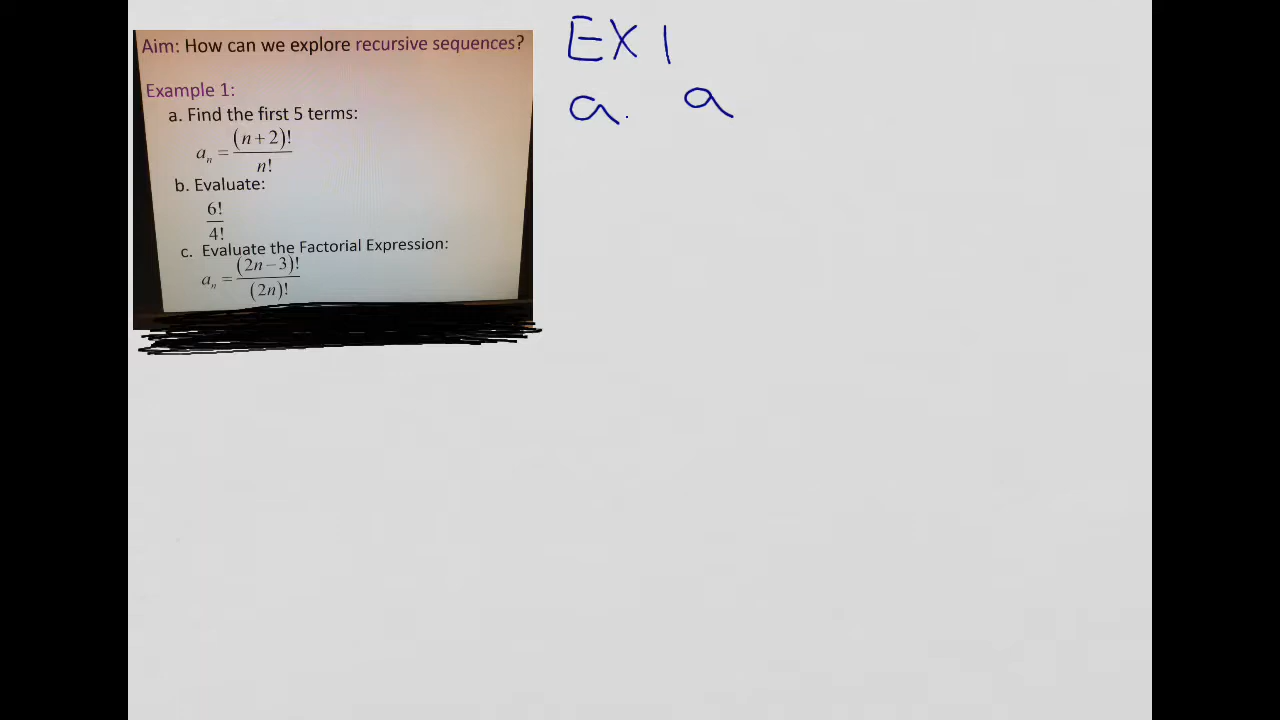 Aim: How can we explore recursive sequences?
Example 1:
a. Find the first 5 terms:
aₙ = (n+2)! / n!
b. Evaluate:
6! / 4!
c. Evaluate the Factorial Expression:
aₙ = (2n−3)! / (2n)!
EX 1
a. a